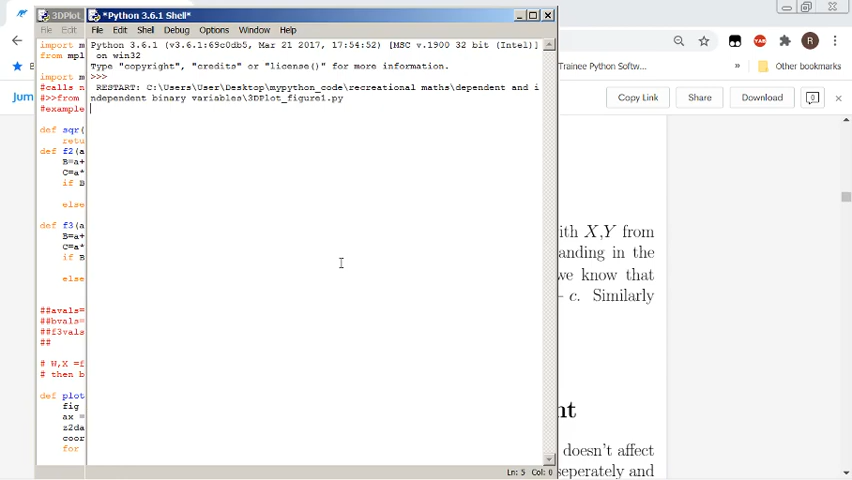 3DPlot
*Python 3.6.1 Shell*
File Edit
File Edit Shell Debug Options Window Help
import m
from mpl
import m
#calls n
#>>from
#example
def sqr(
retu
def f2(a
B=a+
C=a*
if B
else
def f3(a
B=a+
C=a*
if B
else
##avals=
##bvals=
##f3vals
##
# W,X =f
# then b
def plot
fig
ax =
z2da
coor
for
Python 3.6.1 (v3.6.1:69c0db5, Mar 21 2017, 17:54:52) [MSC v.1900 32 bit (Intel)]
on win32
Type "copyright", "credits" or "license()" for more information.
>>>
RESTART: C:\Users\User\Desktop\mypython_code\recreational maths\dependent and i
ndependent binary variables\3DPlot_figure1.py
Ln: 5 Col: 0
YAB
R
Trainee Python Softw...
»
Other bookmarks
Jum
Copy Link
Share
Download
ith X,Y from
anding in the
we know that
– c. Similarly
nt
doesn't affect
seperately and